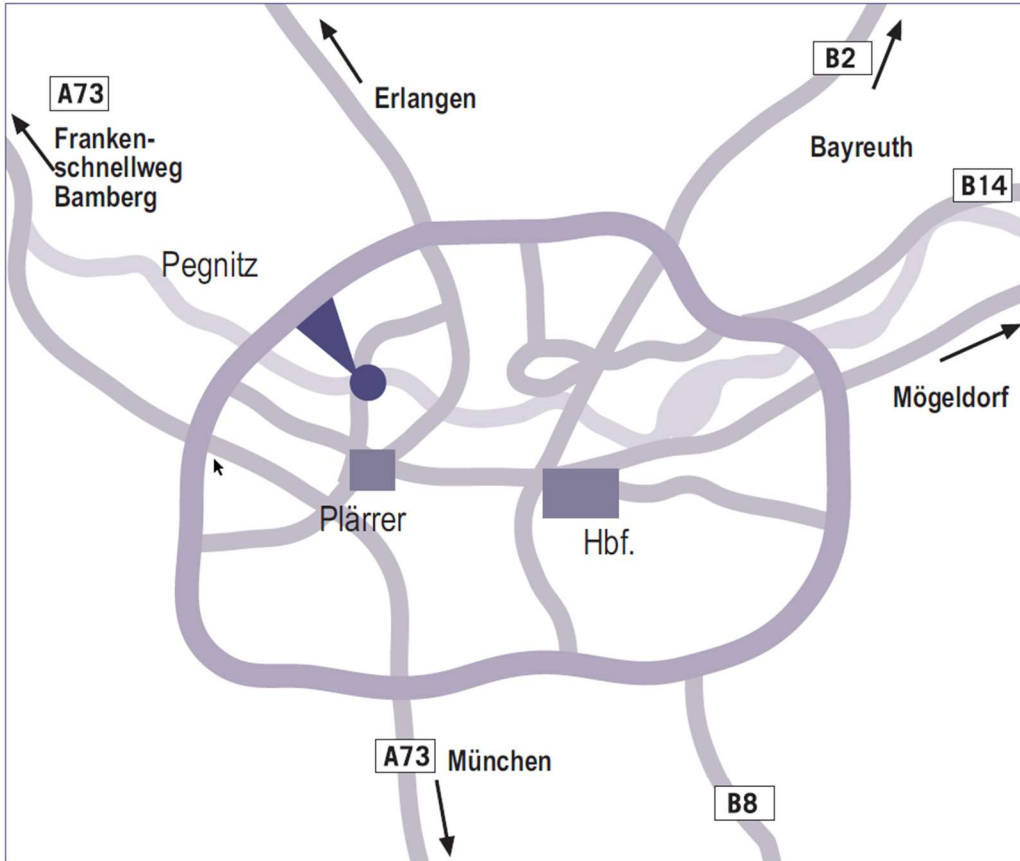 B2
A73
Erlangen
Franken-
schnellweg
Bamberg
Bayreuth
B14
Pegnitz
Mögeldorf
Plärrer
Hbf.
A73 München
B8